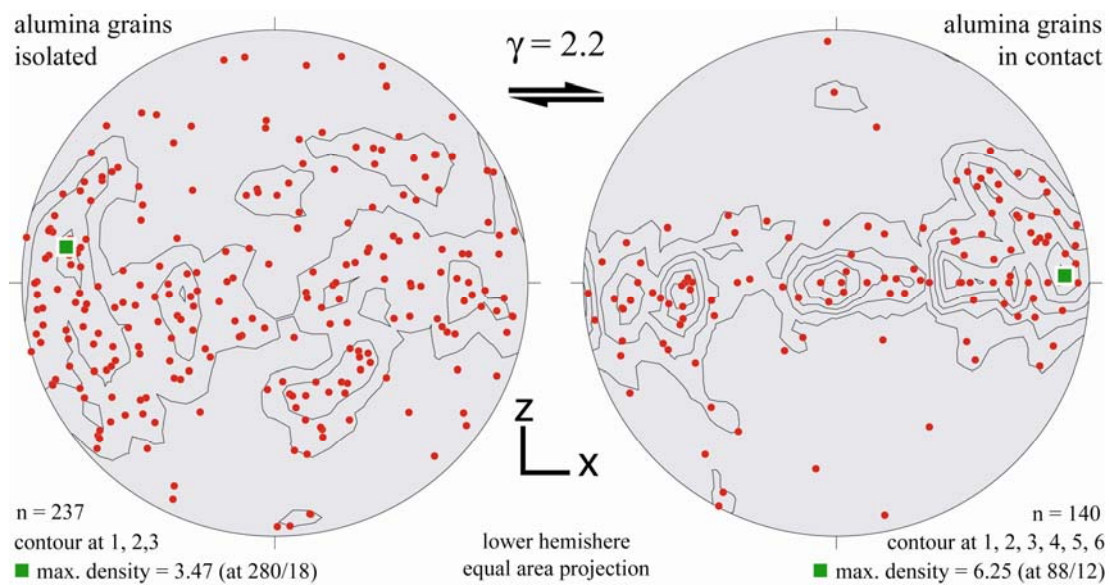 alumina grains
isolated
γ = 2.2
alumina grains
in contact
z
x
n = 237
contour at 1, 2,3
max. density = 3.47 (at 280/18)
lower hemishere
equal area projection
n = 140
contour at 1, 2, 3, 4, 5, 6
max. density = 6.25 (at 88/12)